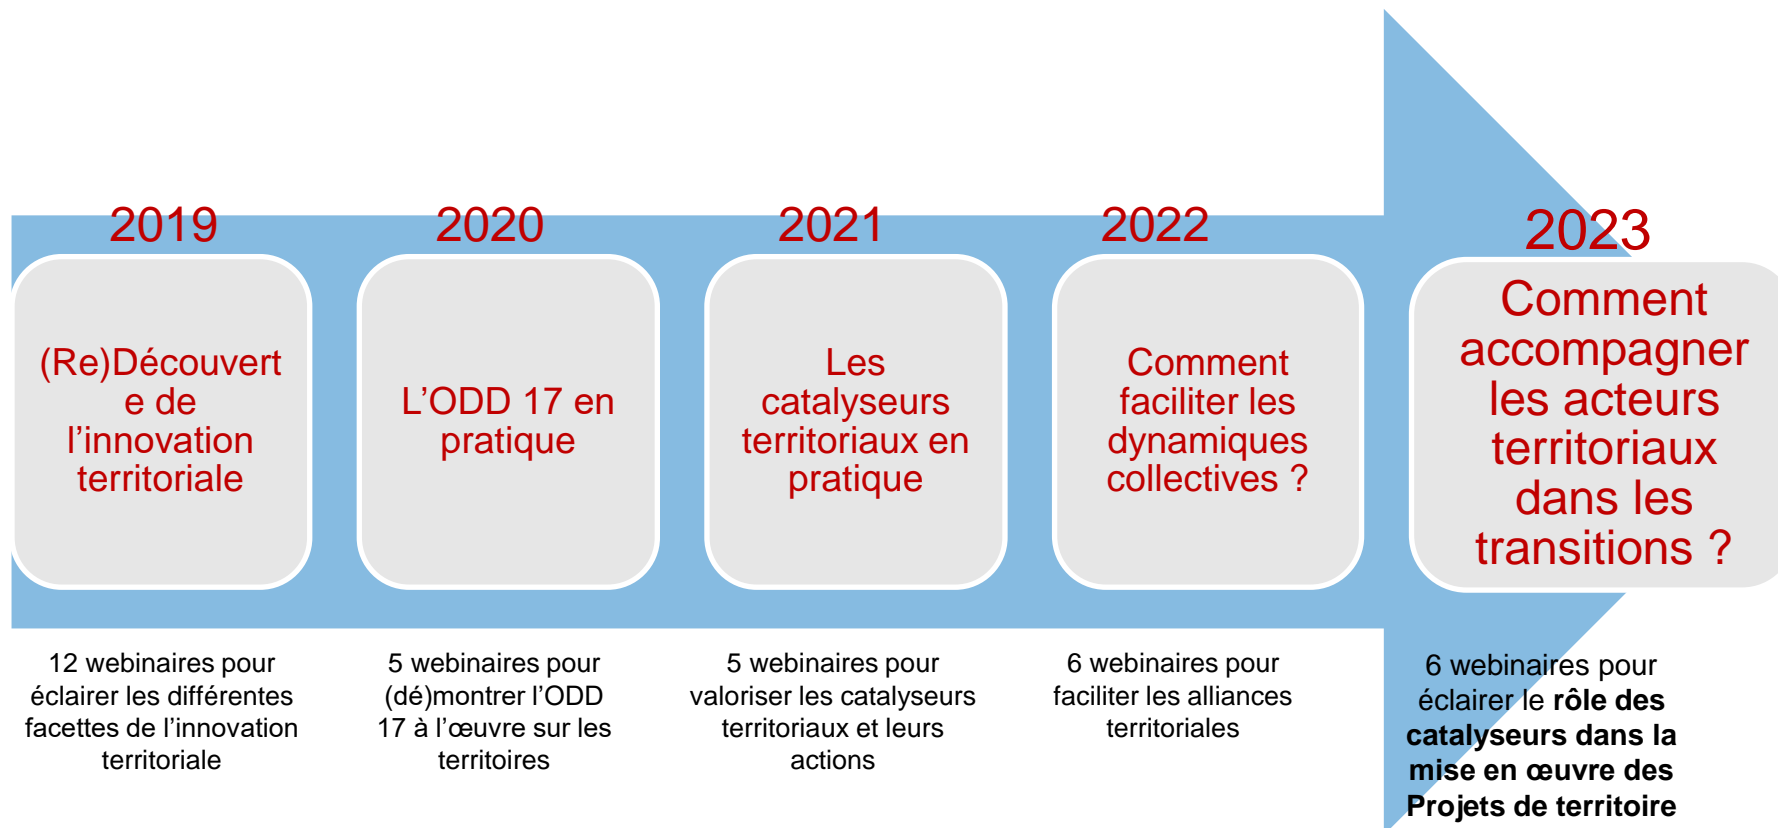 2019
(Re)Découvert
e de
l’innovation
territoriale
12 webinaires pour
éclairer les différentes
facettes de l’innovation
territoriale
2020
L’ODD 17 en
pratique
5 webinaires pour
(dé)montrer l’ODD
17 à l’œuvre sur les
territoires
2021
Les
catalyseurs
territoriaux en
pratique
5 webinaires pour
valoriser les catalyseurs
territoriaux et leurs
actions
2022
Comment
faciliter les
dynamiques
collectives ?
6 webinaires pour
faciliter les alliances
territoriales
2023
Comment
accompagner
les acteurs
territoriaux
dans les
transitions ?
6 webinaires pour
éclairer le rôle des
catalyseurs dans la
mise en œuvre des
Projets de territoire